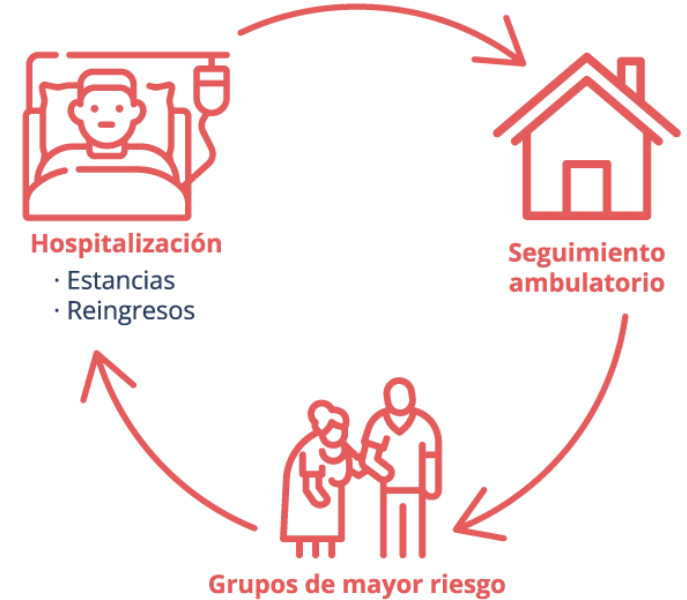 Hospitalización
· Estancias
· Reingresos
Seguimiento
ambulatorio
Grupos de mayor riesgo